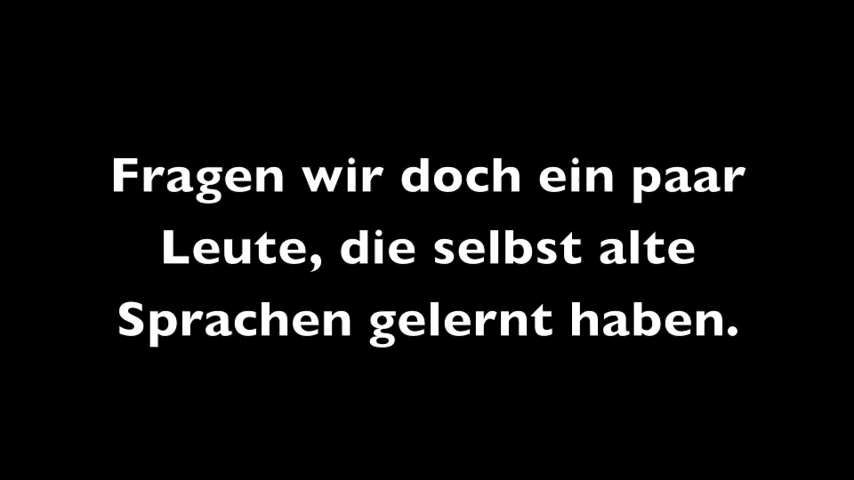 Fragen wir doch ein paar
Leute, die selbst alte
Sprachen gelernt haben.